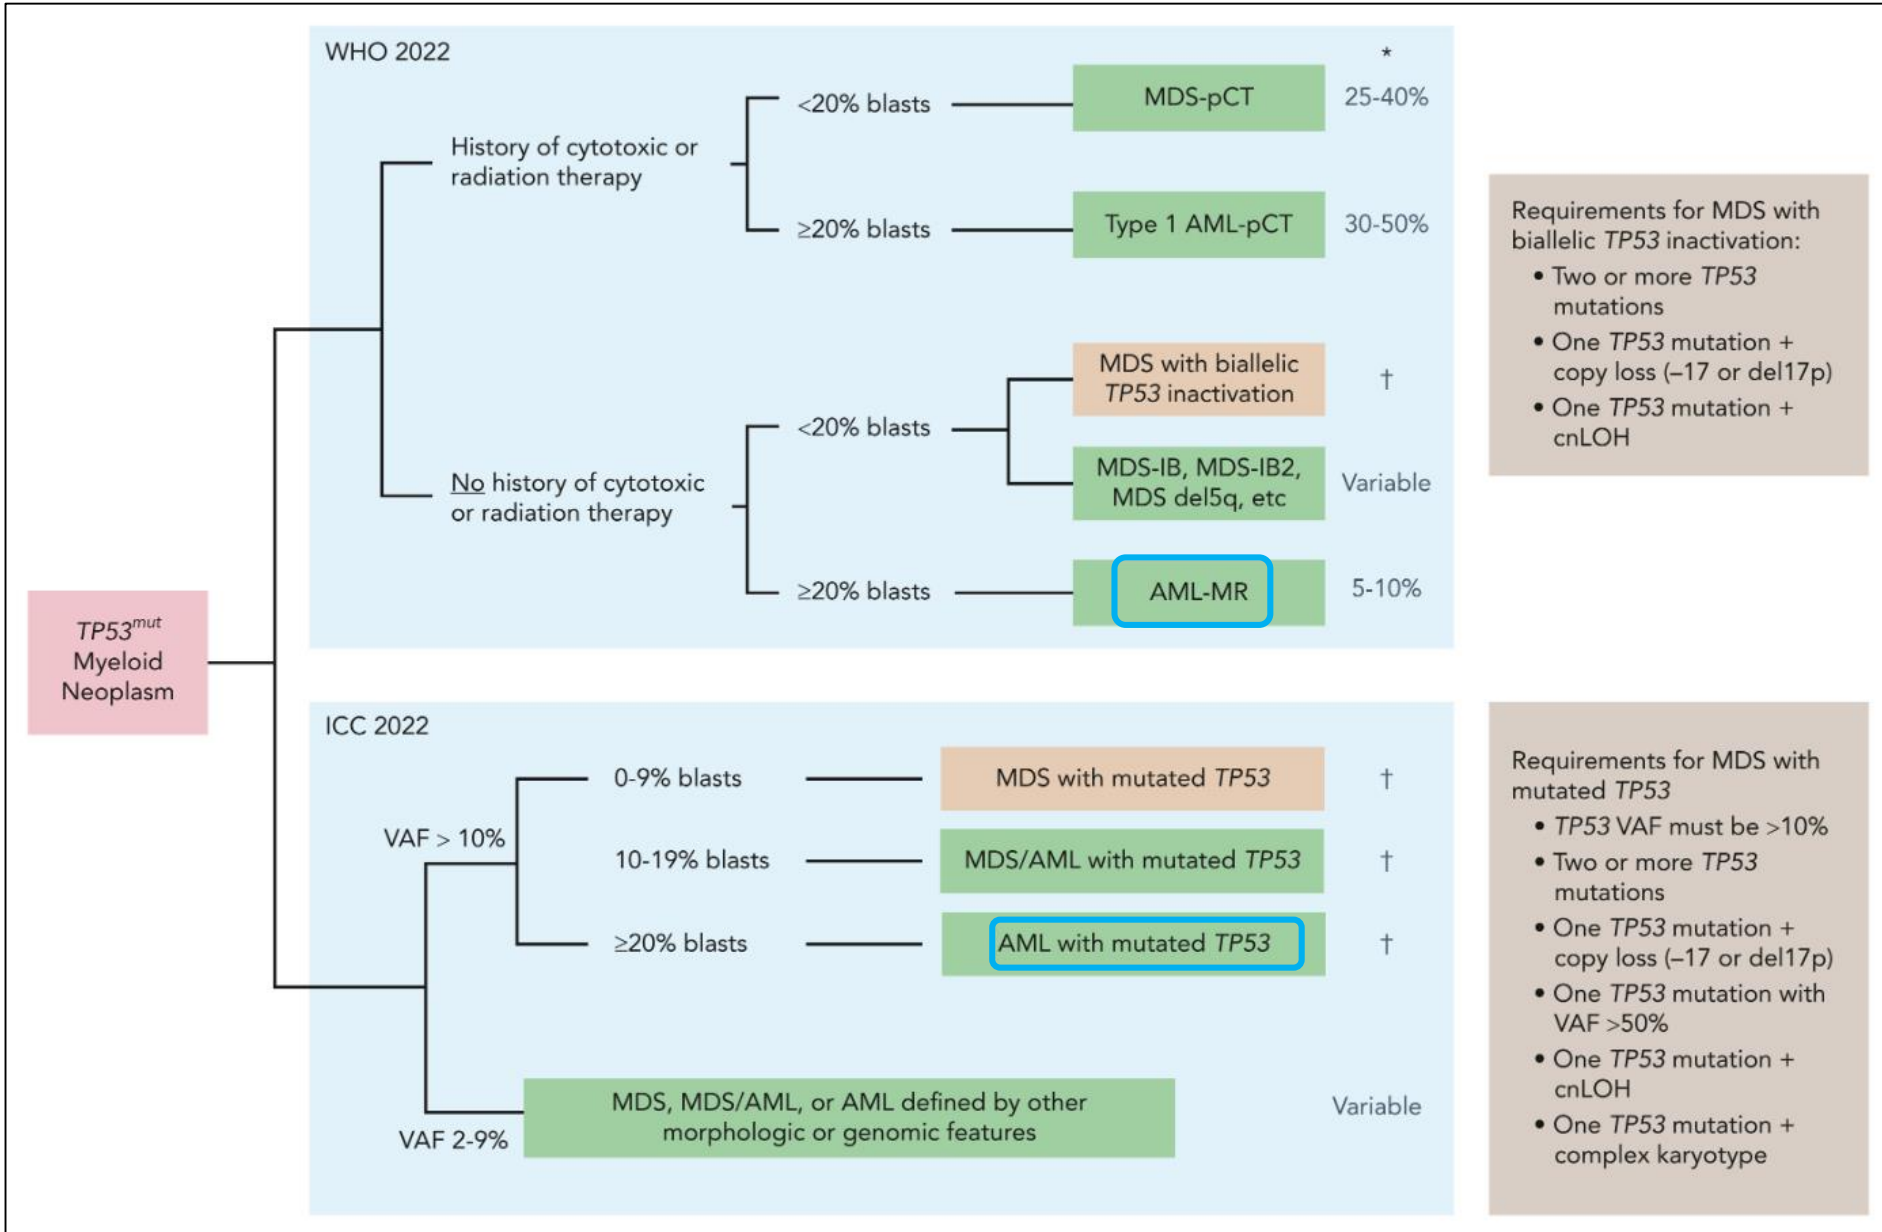 WHO 2022
*
<20% blasts
MDS-pCT
25-40%
History of cytotoxic or
radiation therapy
≥20% blasts
Type 1 AML-pCT
30-50%
MDS with biallelic
TP53 inactivation
†
<20% blasts
MDS-IB, MDS-IB2,
MDS del5q, etc
Variable
No history of cytotoxic
or radiation therapy
≥20% blasts
AML-MR
5-10%
Requirements for MDS with
biallelic TP53 inactivation:
• Two or more TP53
mutations
• One TP53 mutation +
copy loss (–17 or del17p)
• One TP53 mutation +
cnLOH
TP53mut
Myeloid
Neoplasm
ICC 2022
0-9% blasts
MDS with mutated TP53
†
VAF > 10%
10-19% blasts
MDS/AML with mutated TP53
†
≥20% blasts
AML with mutated TP53
†
VAF 2-9%
MDS, MDS/AML, or AML defined by other
morphologic or genomic features
Variable
Requirements for MDS with
mutated TP53
• TP53 VAF must be >10%
• Two or more TP53
mutations
• One TP53 mutation +
copy loss (–17 or del17p)
• One TP53 mutation with
VAF >50%
• One TP53 mutation +
cnLOH
• One TP53 mutation +
complex karyotype